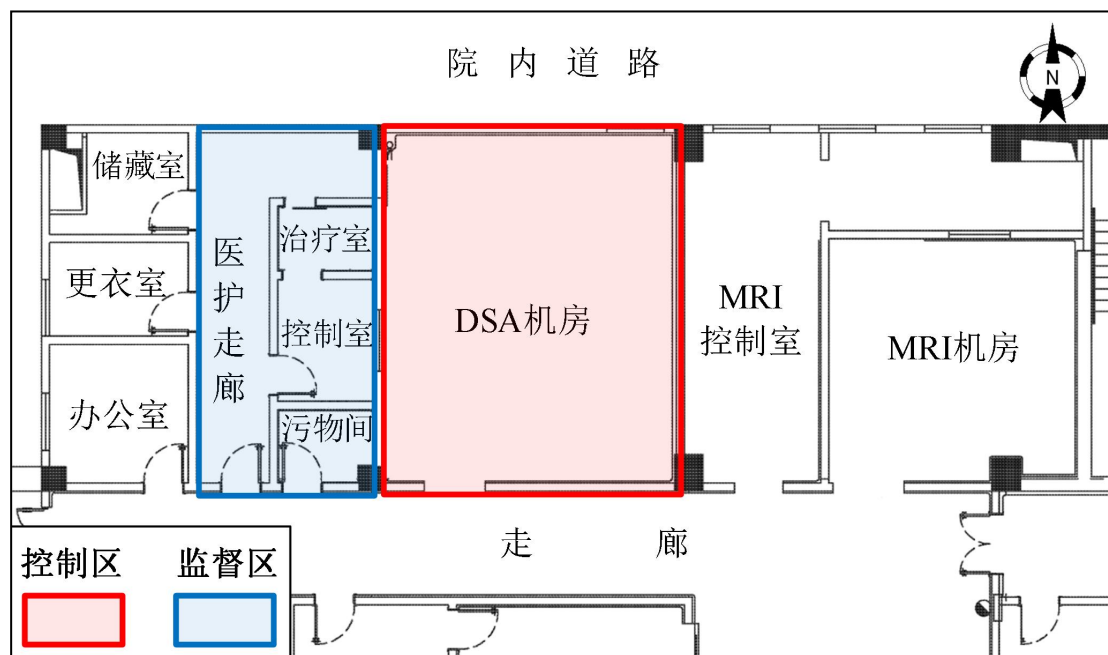 院内道路
N
储藏室
治疗室
医护走廊
更衣室
控制室
DSA机房
MRI
控制室
MRI机房
办公室
污物间
走廊
控制区
监督区